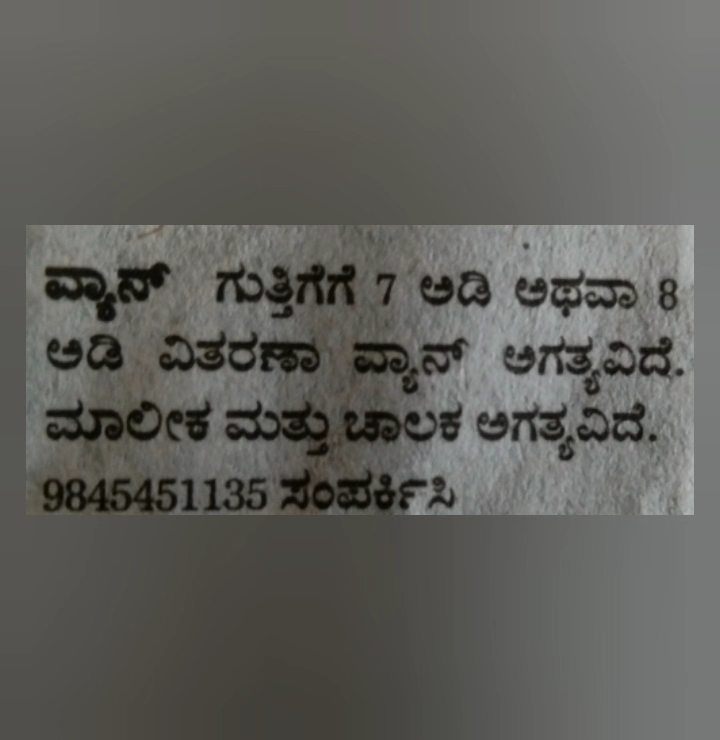 ವ್ಯಾನ್ ಗುತ್ತಿಗೆಗೆ 7 ಅಡಿ ಅಥವಾ 8
ಅಡಿ ವಿತರಣಾ ವ್ಯಾನ್ ಅಗತ್ಯವಿದೆ.
ಮಾಲೀಕ ಮತ್ತು ಚಾಲಕ ಅಗತ್ಯವಿದೆ.
9845451135 ಸಂಪರ್ಕಿಸಿ